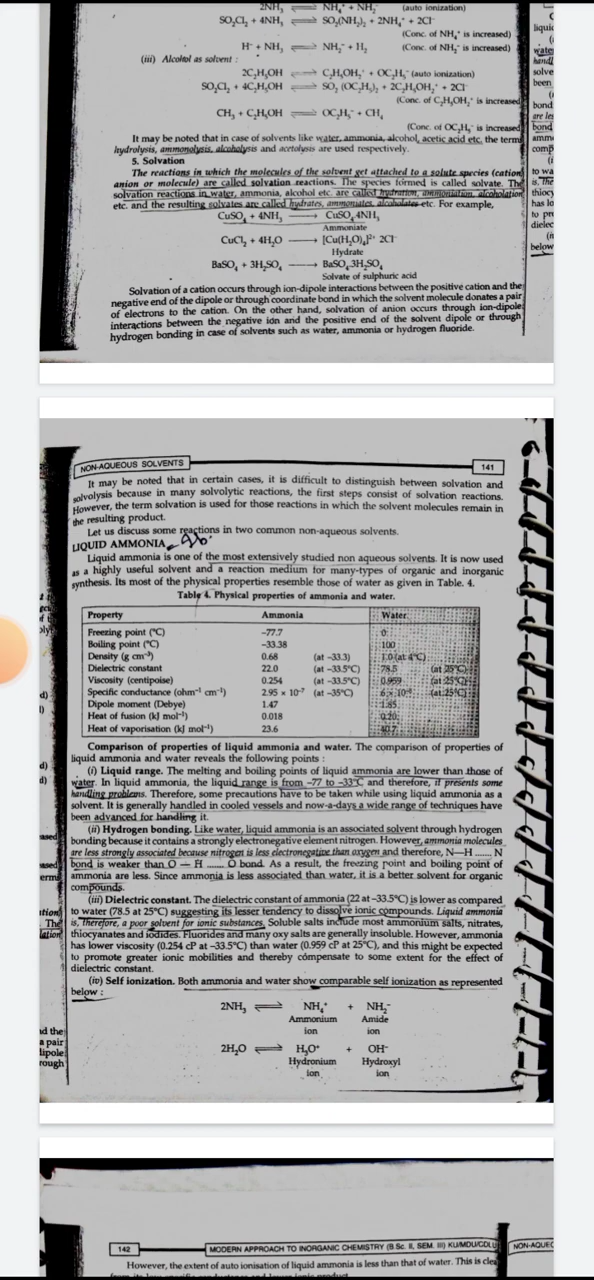 2NH₃ ⇌ NH₄⁺ + NH₂⁻ (auto ionization)
SO₂Cl₂ + 4NH₃ ⇌ SO₂(NH₂)₂ + 2NH₄⁺ + 2Cl⁻
(Conc. of NH₄⁺ is increased)
H⁻ + NH₃ ⇌ NH₂⁻ + H₂ (Conc. of NH₂⁻ is increased)
(iii) Alcohol as solvent :
2C₂H₅OH ⇌ C₂H₅OH₂⁺ + OC₂H₅⁻ (auto ionization)
SO₂Cl₂ + 4C₂H₅OH ⇌ SO₂ (OC₂H₅)₂ + 2C₂H₅OH₂⁺ + 2Cl⁻
(Conc. of C₂H₅OH₂⁺ is increased
CH₃ + C₂H₅OH ⇌ OC₂H₅⁻ + CH₄
(Conc. of OC₂H₅⁻ is increased
It may be noted that in case of solvents like water, ammonia, alcohol, acetic acid etc. the term
hydrolysis, ammonolysis, alcoholysis and acetolysis are used respectively.
5. Solvation
The reactions in which the molecules of the solvent get attached to a solute species (cation
anion or molecule) are called solvation reactions. The species formed is called solvate. The
solvation reactions in water, ammonia, alcohol etc. are called hydration, ammoniation, alcoholation
etc. and the resulting solvates are called hydrates, ammoniates, alcoholates etc. For example,
CuSO₄ + 4NH₃ → CuSO₄.4NH₃
Ammoniate
CuCl₂ + 4H₂O → [Cu(H₂O)₄]²⁺ 2Cl⁻
Hydrate
BaSO₄ + 3H₂SO₄ → BaSO₄.3H₂SO₄
Solvate of sulphuric acid
Solvation of a cation occurs through ion-dipole interactions between the positive cation and the
negative end of the dipole or through coordinate bond in which the solvent molecule donates a pair
of electrons to the cation. On the other hand, solvation of anion occurs through ion-dipole
interactions between the negative ion and the positive end of the solvent dipole or through
hydrogen bonding in case of solvents such as water, ammonia or hydrogen fluoride.
NON-AQUEOUS SOLVENTS 141
It may be noted that in certain cases, it is difficult to distinguish between solvation and
solvolysis because in many solvolytic reactions, the first steps consist of solvation reactions.
However, the term solvation is used for those reactions in which the solvent molecules remain in
the resulting product.
Let us discuss some reactions in two common non-aqueous solvents.
LIQUID AMMONIA
Liquid ammonia is one of the most extensively studied non aqueous solvents. It is now used
as a highly useful solvent and a reaction medium for many-types of organic and inorganic
synthesis. Its most of the physical properties resemble those of water as given in Table. 4.
Table 4. Physical properties of ammonia and water.
Property Ammonia Water
Freezing point (°C) –77.7 0
Boiling point (°C) –33.38 100
Density (g cm⁻³) 0.68 (at –33.3) 1.0 (at 4°C)
Dielectric constant 22.0 (at –33.5°C) 78.5 (at 25°C)
Viscosity (centipoise) 0.254 (at –33.5°C) 0.959 (at 25°C)
Specific conductance (ohm⁻¹ cm⁻¹) 2.95 × 10⁻⁷ (at –35°C) 6 × 10⁻⁸ (at 25°C)
Dipole moment (Debye) 1.47 1.85
Heat of fusion (kJ mol⁻¹) 0.018 0.20
Heat of vaporisation (kJ mol⁻¹) 23.6 40.7
Comparison of properties of liquid ammonia and water. The comparison of properties of
liquid ammonia and water reveals the following points :
(i) Liquid range. The melting and boiling points of liquid ammonia are lower than those of
water. In liquid ammonia, the liquid range is from –77 to –33°C and therefore, it presents some
handling problems. Therefore, some precautions have to be taken while using liquid ammonia as a
solvent. It is generally handled in cooled vessels and now-a-days a wide range of techniques have
been advanced for handling it.
(ii) Hydrogen bonding. Like water, liquid ammonia is an associated solvent through hydrogen
bonding because it contains a strongly electronegative element nitrogen. However, ammonia molecules
are less strongly associated because nitrogen is less electronegative than oxygen and therefore, N—H ...... N
bond is weaker than O – H ...... O bond. As a result, the freezing point and boiling point of
ammonia are less. Since ammonia is less associated than water, it is a better solvent for organic
compounds.
(iii) Dielectric constant. The dielectric constant of ammonia (22 at –33.5°C) is lower as compared
to water (78.5 at 25°C) suggesting its lesser tendency to dissolve ionic compounds. Liquid ammonia
is, therefore, a poor solvent for ionic substances. Soluble salts include most ammonium salts, nitrates,
thiocyanates and iodides. Fluorides and many oxy salts are generally insoluble. However, ammonia
has lower viscosity (0.254 cP at –33.5°C) than water (0.959 cP at 25°C), and this might be expected
to promote greater ionic mobilities and thereby compensate to some extent for the effect of
dielectric constant.
(iv) Self ionization. Both ammonia and water show comparable self ionization as represented
below :
2NH₃ ⇌ NH₄⁺ + NH₂⁻
Ammonium Amide
ion ion
2H₂O ⇌ H₃O⁺ + OH⁻
Hydronium Hydroxyl
ion ion
142 MODERN APPROACH TO INORGANIC CHEMISTRY (B.Sc. II, SEM. III) KU/MDU/CDLU NON-AQUEO
However, the extent of auto ionisation of liquid ammonia is less than that of water. This is clea